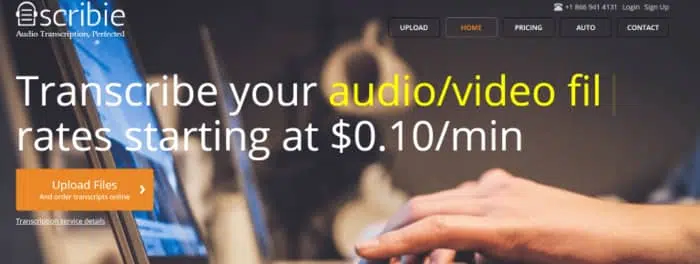 scribie
Audio Transcription, Perfected
+1 866 941 4131 Login Sign Up
UPLOAD HOME PRICING AUTO CONTACT
Transcribe your audio/video fil
rates starting at $0.10/min
Upload Files
And order transcripts online
Transcription service details